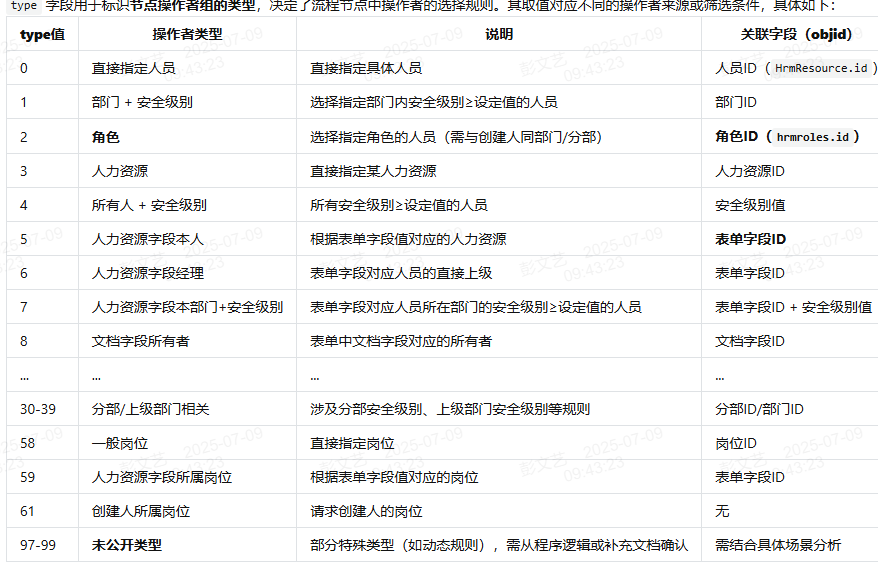 type 字段用于标识节点操作者组的类型，决定了流程节点中操作者的选择规则。其取值对应不同的操作者来源或筛选条件，具体如下：
type值 操作者类型 说明 关联字段（objid）
0 直接指定人员 直接指定具体人员 人员ID（HrmResource.id）
1 部门 + 安全级别 选择指定部门内安全级别≥设定值的人员 部门ID
2 角色 选择指定角色的人员（需与创建人同部门/分部） 角色ID（hrmroles.id）
3 人力资源 直接指定某人力资源 人力资源ID
4 所有人 + 安全级别 所有安全级别≥设定值的人员 安全级别值
5 人力资源字段本人 根据表单字段值对应的人力资源 表单字段ID
6 人力资源字段经理 表单字段对应人员的直接上级 表单字段ID
7 人力资源字段本部门+安全级别 表单字段对应人员所在部门的安全级别≥设定值的人员 表单字段ID + 安全级别值
8 文档字段所有者 表单中文档字段对应的所有者 文档字段ID
... ... ... ...
30-39 分部/上级部门相关 涉及分部安全级别、上级部门安全级别等规则 分部ID/部门ID
58 一般岗位 直接指定岗位 岗位ID
59 人力资源字段所属岗位 根据表单字段值对应的岗位 表单字段ID
61 创建人所属岗位 请求创建人的岗位 无
97-99 未公开类型 部分特殊类型（如动态规则），需从程序逻辑或补充文档确认 需结合具体场景分析
彭文艺 2025-07-09
09:43:23